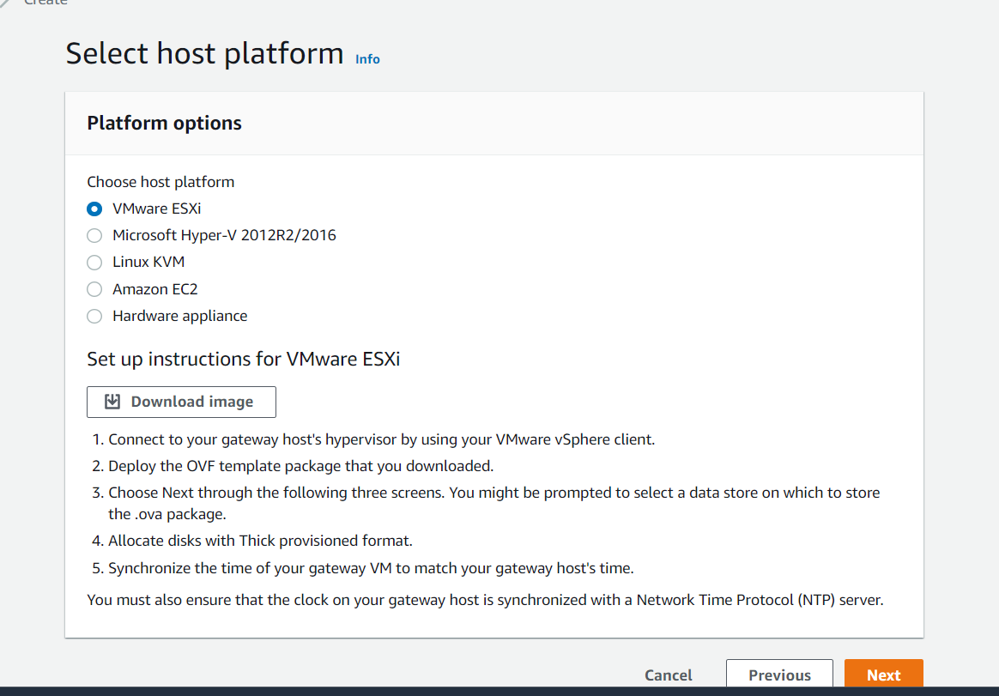 Create
Select host platform Info
Platform options
Choose host platform
VMware ESXi
Microsoft Hyper-V 2012R2/2016
Linux KVM
Amazon EC2
Hardware appliance
Set up instructions for VMware ESXi
Download image
1. Connect to your gateway host's hypervisor by using your VMware vSphere client.
2. Deploy the OVF template package that you downloaded.
3. Choose Next through the following three screens. You might be prompted to select a data store on which to store
the .ova package.
4. Allocate disks with Thick provisioned format.
5. Synchronize the time of your gateway VM to match your gateway host's time.
You must also ensure that the clock on your gateway host is synchronized with a Network Time Protocol (NTP) server.
Cancel Previous Next